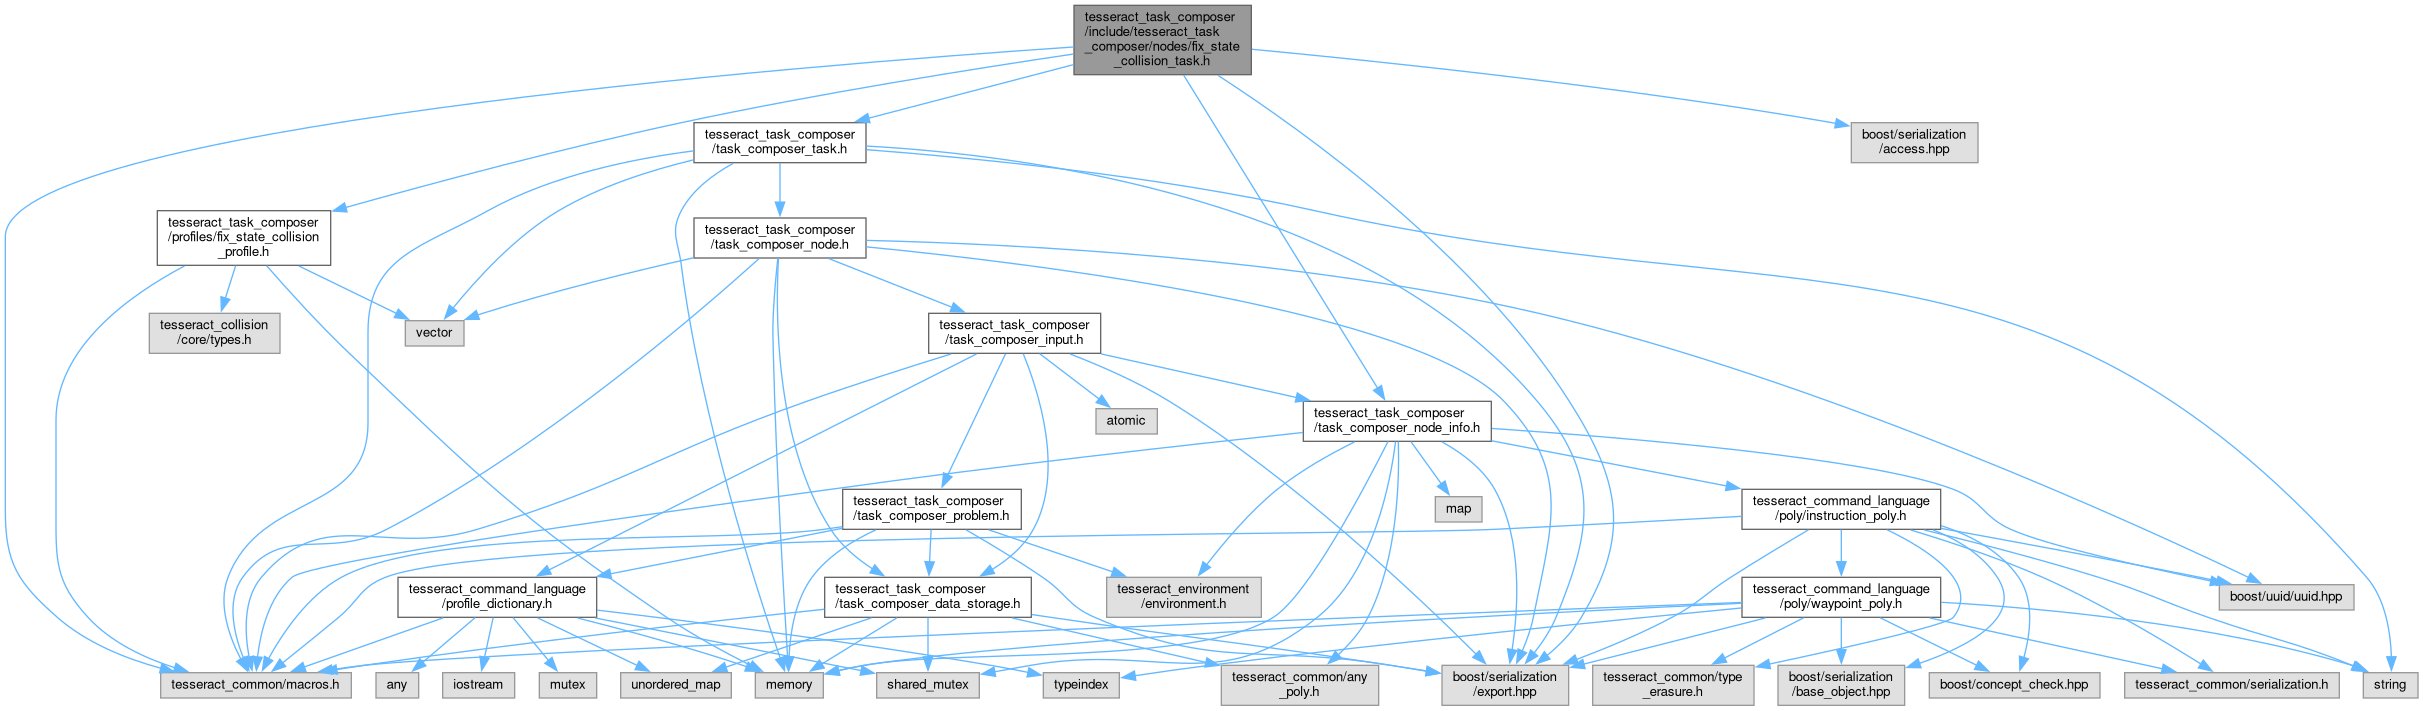 tesseract_task_composer
/include/tesseract_task
_composer/nodes/fix_state
_collision_task.h
tesseract_task_composer
/task_composer_task.h
boost/serialization
/access.hpp
tesseract_task_composer
/profiles/fix_state_collision
_profile.h
tesseract_task_composer
/task_composer_node.h
tesseract_collision
/core/types.h
vector
tesseract_task_composer
/task_composer_input.h
atomic
tesseract_task_composer
/task_composer_node_info.h
tesseract_task_composer
/task_composer_problem.h
map
tesseract_command_language
/poly/instruction_poly.h
tesseract_command_language
/profile_dictionary.h
tesseract_task_composer
/task_composer_data_storage.h
tesseract_environment
/environment.h
tesseract_command_language
/poly/waypoint_poly.h
boost/uuid/uuid.hpp
tesseract_common/macros.h
any
iostream
mutex
unordered_map
memory
shared_mutex
typeindex
tesseract_common/any
_poly.h
boost/serialization
/export.hpp
tesseract_common/type
_erasure.h
boost/serialization
/base_object.hpp
boost/concept_check.hpp
tesseract_common/serialization.h
string